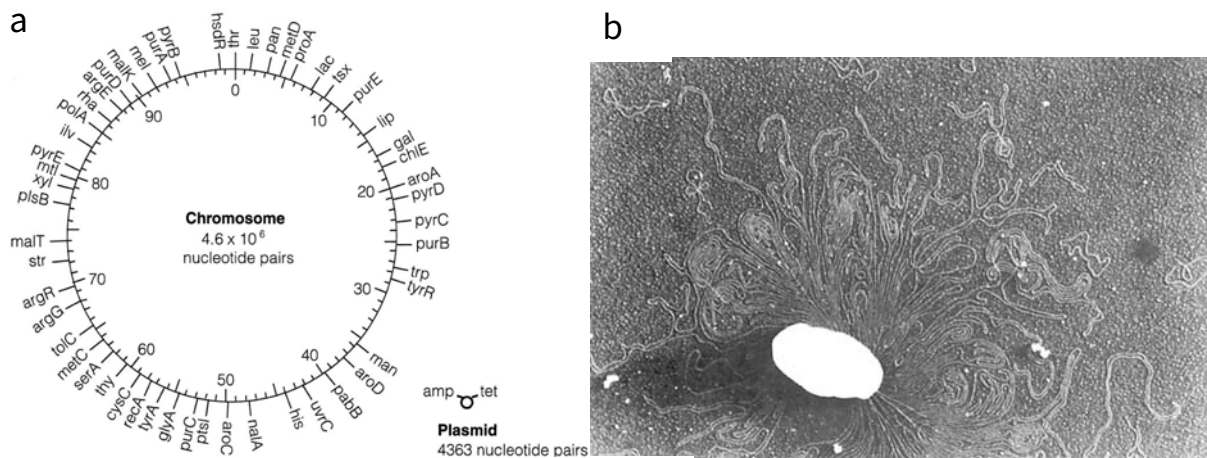 a
b
hsdR
thr
leu
pan
metD
proA
lac
tsx
purE
lip
gal
chlE
aroA
pyrD
pyrC
purB
trp
tyrR
man
aroD
pabB
uvrC
his
nalA
aroC
ptsI
purC
glyA
tyrA
recA
cysC
thy
serA
metC
tolC
argG
argR
str
malT
plsB
xyl
mtl
pyrE
ilv
polA
rha
argE
purD
malK
mel
purA
pyrB
0
10
20
30
40
50
60
70
80
90
Chromosome
4.6 x 10⁶
nucleotide pairs
amp tet
Plasmid
4363 nucleotide pairs